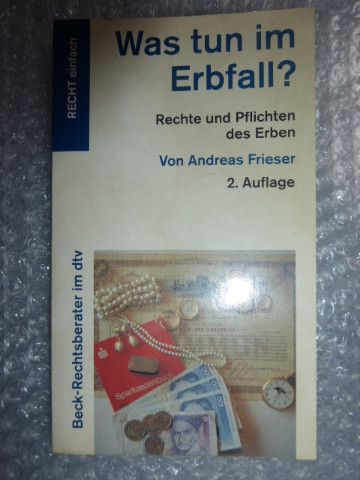 RECHT einfach
Was tun im
Erbfall?
Rechte und Pflichten
des Erben
Von Andreas Frieser
2. Auflage
Beck-Rechtsberater im dtv
Sparkassenbuch